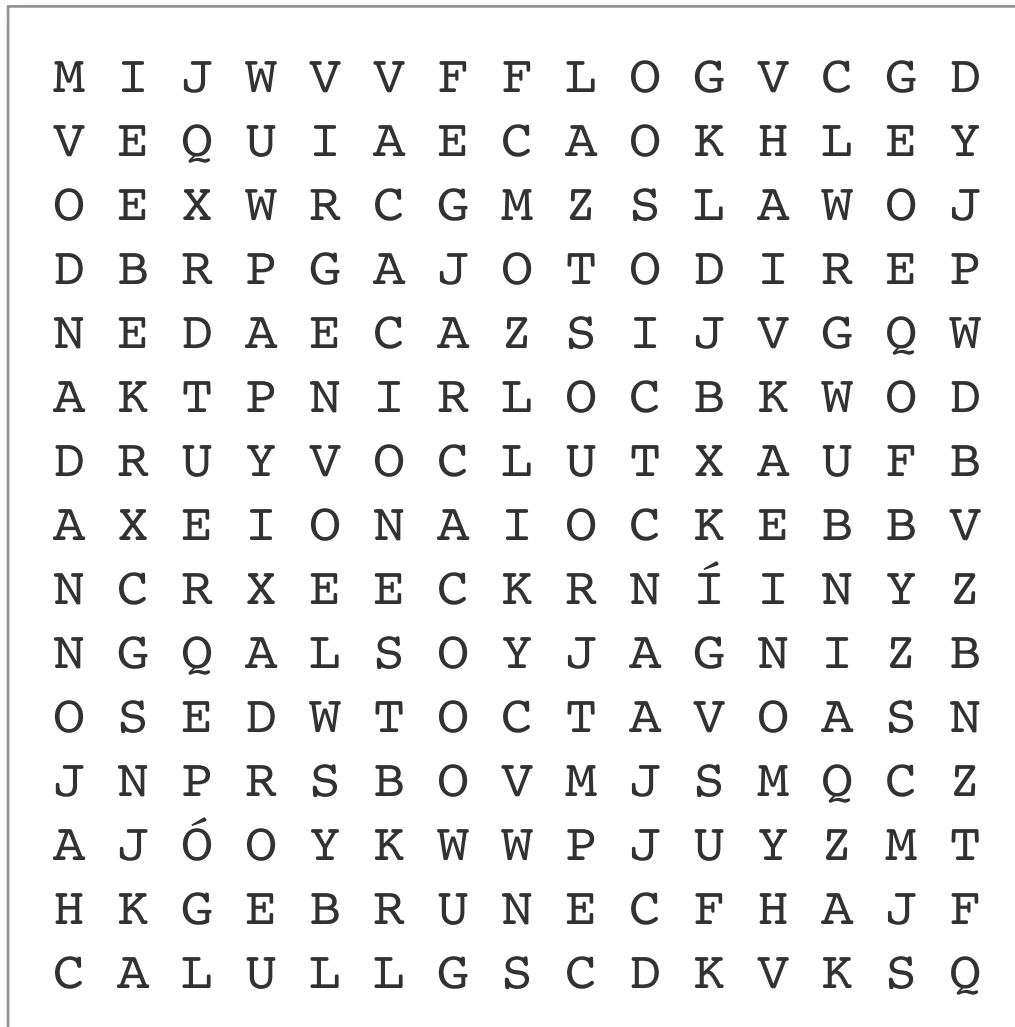 M I J W V V F F L O G V C G D
V E Q U I A E C A O K H L E Y
O E X W R C G M Z S L A W O J
D B R P G A J O T O D I R E P
N E D A E C A Z S I J V G Q W
A K T P N I R L O C B K W O D
D R U Y V O C L U T X A U F B
A X E I O N A I O C K E B B V
N C R X E E C K R N Í I N Y Z
N G Q A L S O Y J A G N I Z B
O S E D W T O C T A V O A S N
J N P R S B O V M J S M Q C Z
A J Ó O Y K W W P J U Y Z M T
H K G E B R U N E C F H A J F
C A L U L L G S C D K V K S Q